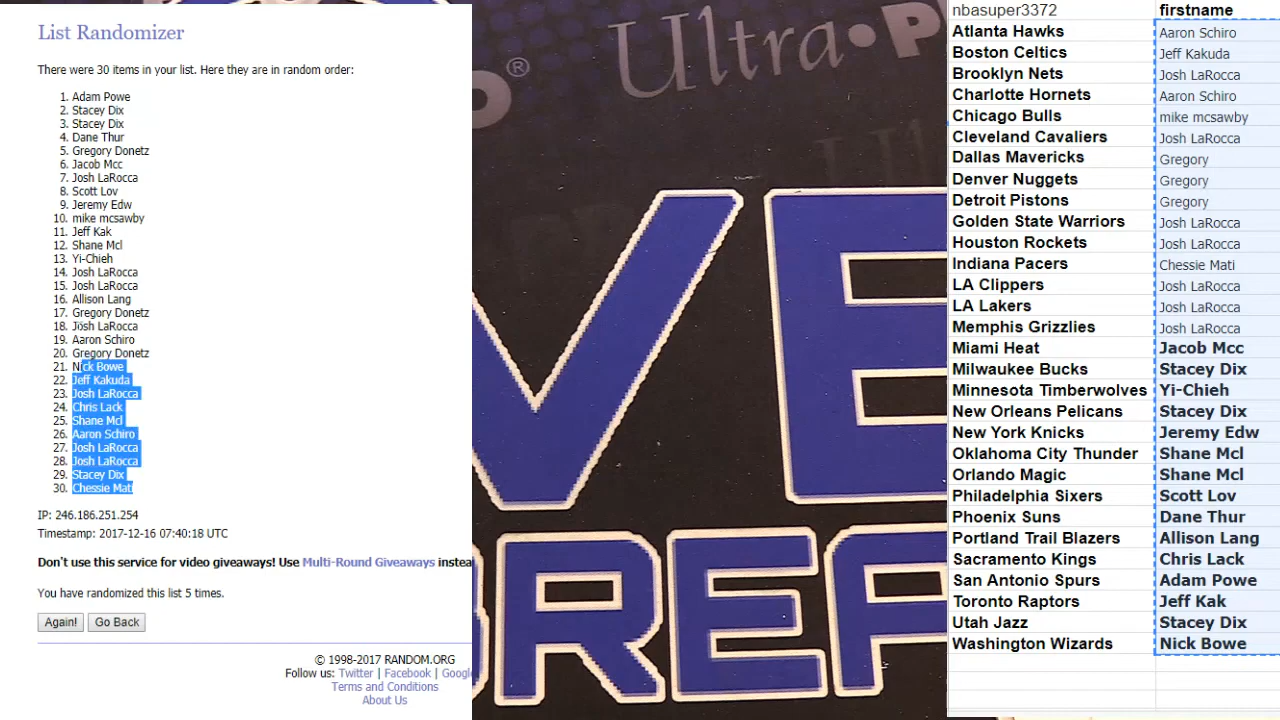 List Randomizer
There were 30 items in your list. Here they are in random order:
1. Adam Powe
2. Stacey Dix
3. Stacey Dix
4. Dane Thur
5. Gregory Donetz
6. Jacob Mcc
7. Josh LaRocca
8. Scott Lov
9. Jeremy Edw
10. mike mcsawby
11. Jeff Kak
12. Shane Mcl
13. Yi-Chieh
14. Josh LaRocca
15. Josh LaRocca
16. Allison Lang
17. Gregory Donetz
18. Josh LaRocca
19. Aaron Schiro
20. Gregory Donetz
21. Nick Bowe
22. Jeff Kakuda
23. Josh LaRocca
24. Chris Lack
25. Shane Mcl
26. Aaron Schiro
27. Josh LaRocca
28. Josh LaRocca
29. Stacey Dix
30. Chessie Mati
IP: 246.186.251.254
Timestamp: 2017-12-16 07:40:18 UTC
Don't use this service for video giveaways! Use Multi-Round Giveaways instea
You have randomized this list 5 times.
Again! Go Back
© 1998-2017 RANDOM.ORG
Follow us: Twitter | Facebook | Google
Terms and Conditions
About Us
O® Ultra•P
VE
OREA
nbasuper3372 firstname
Atlanta Hawks Aaron Schiro
Boston Celtics Jeff Kakuda
Brooklyn Nets Josh LaRocca
Charlotte Hornets Aaron Schiro
Chicago Bulls mike mcsawby
Cleveland Cavaliers Josh LaRocca
Dallas Mavericks Gregory
Denver Nuggets Gregory
Detroit Pistons Gregory
Golden State Warriors Josh LaRocca
Houston Rockets Josh LaRocca
Indiana Pacers Chessie Mati
LA Clippers Josh LaRocca
LA Lakers Josh LaRocca
Memphis Grizzlies Josh LaRocca
Miami Heat Jacob Mcc
Milwaukee Bucks Stacey Dix
Minnesota Timberwolves Yi-Chieh
New Orleans Pelicans Stacey Dix
New York Knicks Jeremy Edw
Oklahoma City Thunder Shane Mcl
Orlando Magic Shane Mcl
Philadelphia Sixers Scott Lov
Phoenix Suns Dane Thur
Portland Trail Blazers Allison Lang
Sacramento Kings Chris Lack
San Antonio Spurs Adam Powe
Toronto Raptors Jeff Kak
Utah Jazz Stacey Dix
Washington Wizards Nick Bowe